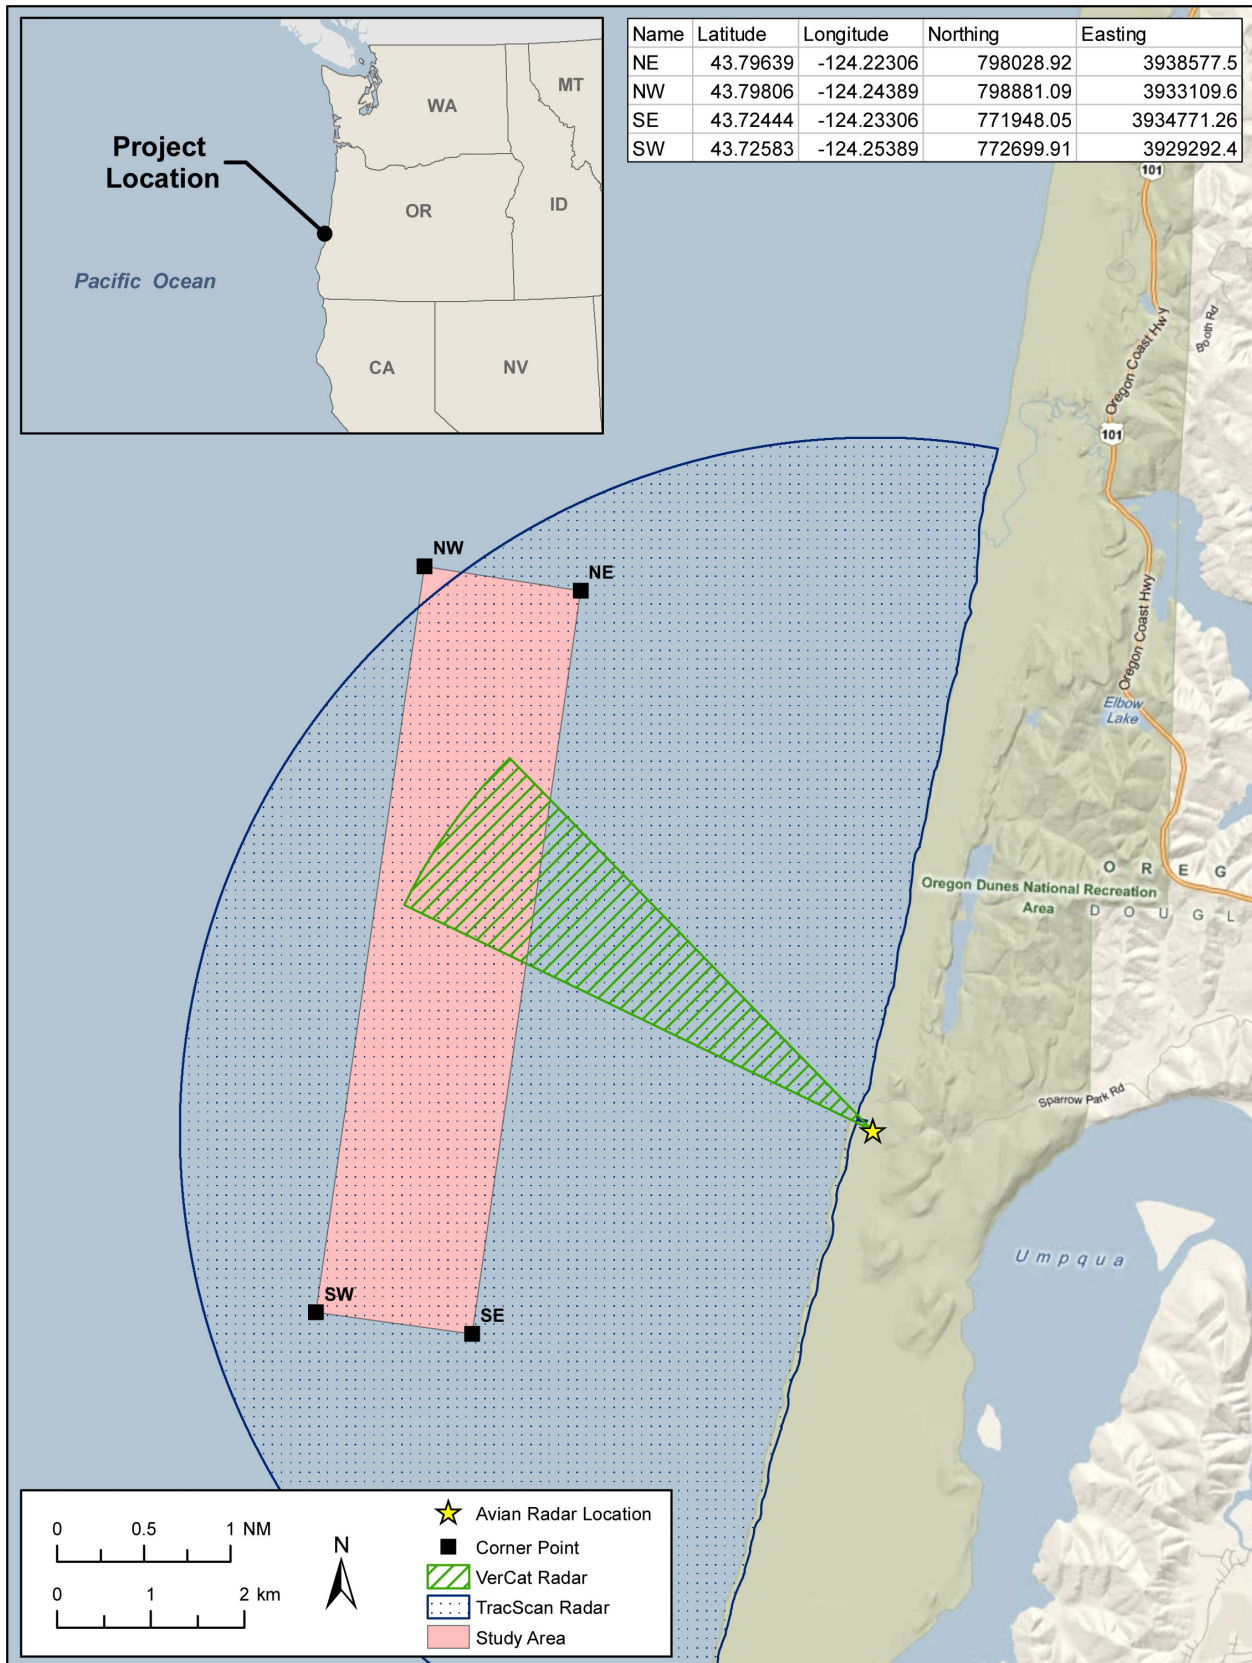 Name Latitude Longitude Northing Easting
NE 43.79639 -124.22306 798028.92 3938577.5
NW 43.79806 -124.24389 798881.09 3933109.6
SE 43.72444 -124.23306 771948.05 3934771.26
SW 43.72583 -124.25389 772699.91 3929292.4
WA
MT
Project
Location
OR
ID
Pacific Ocean
CA
NV
101
Booth Rd
Oregon Coast Hwy
101
NW
NE
Oregon Coast Hwy
Elbow
Lake
O R E G
Oregon Dunes National Recreation
Area
D O U G L
Sparrow Park Rd
Umpqua
SW
SE
0 0.5 1 NM
0 1 2 km
N
Avian Radar Location
Corner Point
VerCat Radar
TracScan Radar
Study Area